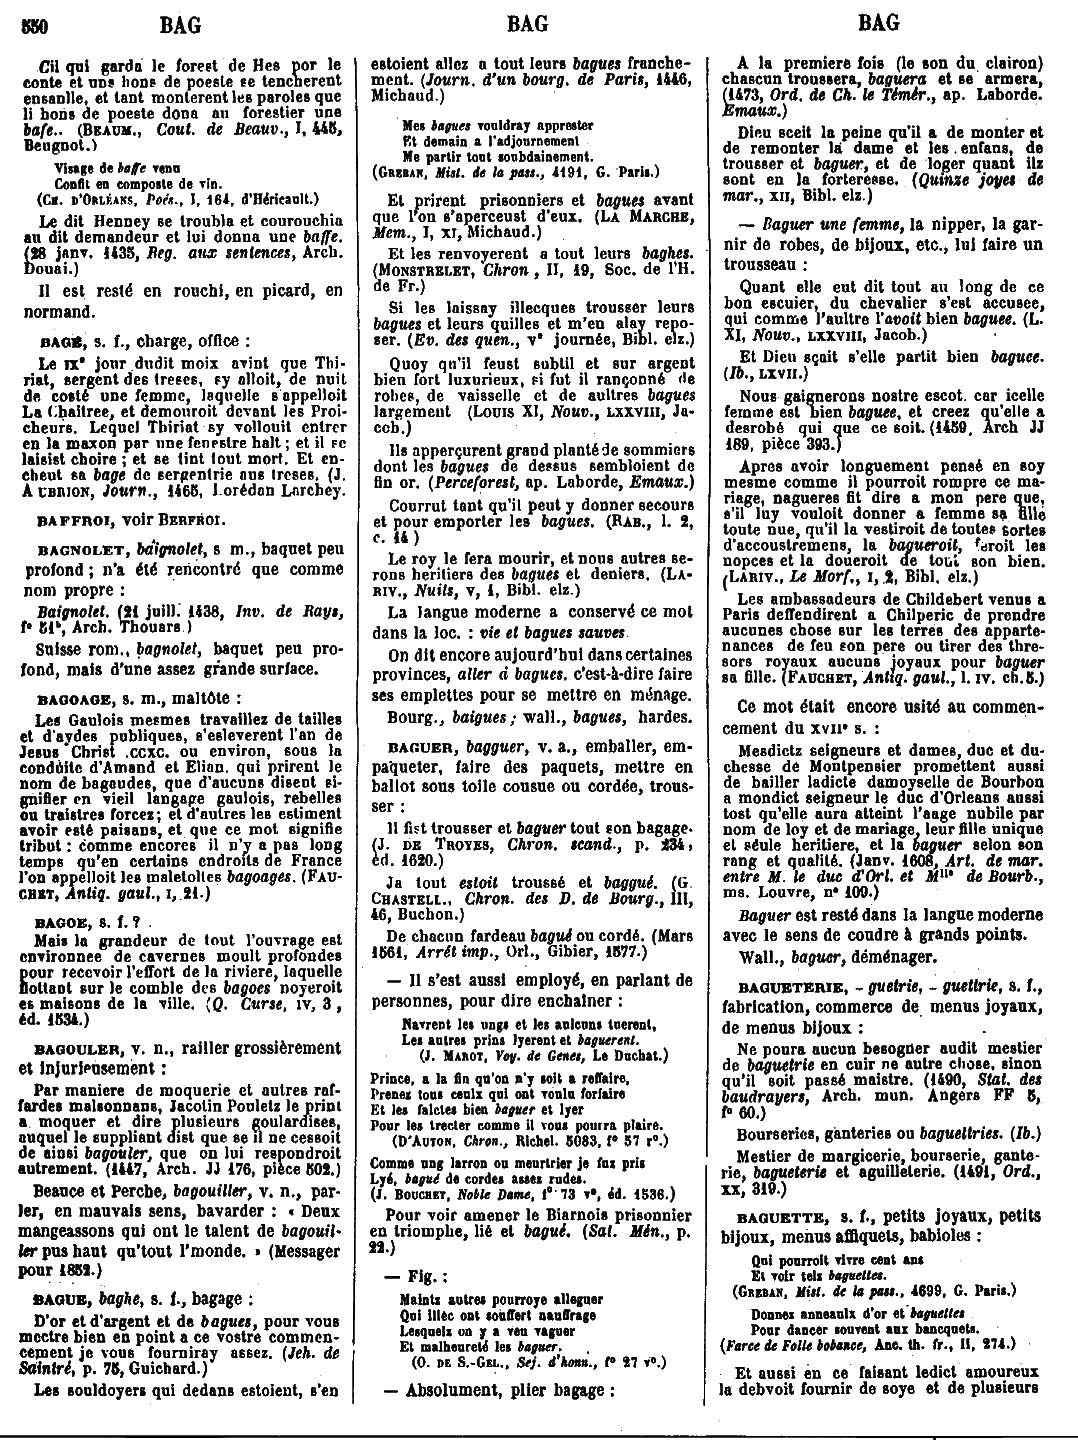 550 BAG BAG BAG
Cil qui garda le forest de Hes por le
conte et uns hons de poeste se tencherent
ensanlle, et tant monterent les paroles que
li hons de poeste dona au forestier une
bafe.. (BEAUM., Cout. de Beauv., I, 445,
Beugnot.)
Visage de baffe venu
Confit en composte de vin.
(CH. D'ORLÉANS, Poés., I, 164, d'Héricault.)
Le dit Henney se troubla et courouchia
au dit demandeur et lui donna une baffe.
(28 janv. 1435, Reg. aux sentences, Arch.
Douai.)
Il est resté en rouchi, en picard, en
normand.
BAGE, s. f., charge, office :
Le IXe jour dudit moix avint que Thi-
riat, sergent des treses, sy alloit, de nuit
de costé une femme, laquelle s'appelloit
La Chaitree, et demouroit devant les Proi-
cheurs. Lequel Thiriat sy vollouit entrer
en la maxon par une fenestre halt ; et il se
laisist choire ; et se tint tout mort. Et en-
cheut sa bage de sergentrie aus treses. (J.
AUBRION, Journ., 1465, Lorédan Larchey.
BAFFROI, voir BERFROI.
BAGNOLET, baignolet, s m., baquet peu
profond ; n'a été rencontré que comme
nom propre :
Baignolet. (21 juill. 1438, Inv. de Rays,
f° 51v, Arch. Thouars.)
Suisse rom., bagnolet, baquet peu pro-
fond, mais d'une assez grande surface.
BAGOAGE, s. m., maltôte :
Les Gaulois mesmes travaillez de tailles
et d'aydes publiques, s'esleverent l'an de
Jesus Christ .CCXC. ou environ, sous la
conduite d'Amand et Elian, qui prirent le
nom de bagaudes, que d'aucuns disent si-
gnifier en vieil langage gaulois, rebelles
ou traistres forcez ; et d'autres les estiment
avoir esté paisans, et que ce mot signifie
tribut : comme encores il n'y a pas long
temps qu'en certains endroits de France
l'on appelloit les maletoltes bagoages. (FAU-
CHET, Antiq. gaul., I, 21.)
BAGOE, s. f. ?
Mais la grandeur de tout l'ouvrage est
environnee de cavernes moult profondes
pour recevoir l'effort de la riviere, laquelle
flottant sur le comble des bagoes noyeroit
es maisons de la ville. (Q. Curse, IV, 3 ,
éd. 1534.)
BAGOULER, v. n., railler grossièrement
et injurieusement :
Par maniere de moquerie et autres raf-
fardes malsonnans, Jacotin Pouletz le print
a moquer et dire plusieurs goulardises,
auquel le suppliant dist que se il ne cessoit
de ainsi bagouler, que on lui respondroit
autrement. (1447, Arch. JJ 176, pièce 502.)
Beauce et Perche, bagouiller, v. n., par-
ler, en mauvais sens, bavarder : « Deux
mangeassons qui ont le talent de bagouil-
ler pus haut qu'tout l'monde. » (Messager
pour 1852.)
BAGUE, baghe, s. f., bagage :
D'or et d'argent et de bagues, pour vous
mectre bien en point a ce vostre commen-
cement je vous fourniray assez. (Jeh. de
Saintré, p. 75, Guichard.)
Les souldoyers qui dedans estoient, s'en
estoient allez a tout leurs bagues franche-
ment. (Journ. d'un bourg. de Paris, 1446,
Michaud.)
Mes bagues vouldray apprester
Et demain a l'adjournement
Me partir tout soubdainement.
(GREBAN, Mist. de la pass., 4191, G. Paris.)
Et prirent prisonniers et bagues avant
que l'on s'aperceust d'eux. (LA MARCHE,
Mem., I, XI, Michaud.)
Et les renvoyerent a tout leurs baghes.
(MONSTRELET, Chron , II, 19, Soc. de l'H.
de Fr.)
Si les laissay illecques trousser leurs
bagues et leurs quilles et m'en alay repo-
ser. (Ev. des quen., ve journée, Bibl. elz.)
Quoy qu'il feust subtil et sur argent
bien fort luxurieux, si fut il rançonné de
robes, de vaisselle et de aultres bagues
largement (LOUIS XI, Nouv., LXXVIII, Ja-
cob.)
Ils apperçurent grand planté de sommiers
dont les bagues de dessus sembloient de
fin or. (Perceforest, ap. Laborde, Emaux.)
Courrut tant qu'il peut y donner secours
et pour emporter les bagues. (RAB., l. 2,
c. 14 )
Le roy le fera mourir, et nous autres se-
rons heritiers des bagues et deniers. (LA-
RIV., Nuits, V, 1, Bibl. elz.)
La langue moderne a conservé ce mot
dans la loc. : vie et bagues sauves.
On dit encore aujourd'hui dans certaines
provinces, aller à bagues. c'est-à-dire faire
ses emplettes pour se mettre en ménage.
Bourg., baigues ; wall., bagues, hardes.
BAGUER, bagguer, v. a., emballer, em-
paqueter, faire des paquets, mettre en
ballot sous toile cousue ou cordée, trous-
ser :
Il fist trousser et baguer tout son bagage.
(J. DE TROYES, Chron. scand., p. 234,
éd. 1620.)
Ja tout estoit troussé et baggué. (G.
CHASTELL., Chron. des D. de Bourg., III,
46, Buchon.)
De chacun fardeau bagué ou cordé. (Mars
1561, Arrêt imp., Orl., Gibier, 1577.)
— Il s'est aussi employé, en parlant de
personnes, pour dire enchaîner :
Navrent les ungs et les aulcuns tuerent,
Les autres prins lyerent et baguerent.
(J. MAROT, Voy. de Genes, Le Duchat.)
Prince, a la fin qu'on n'y soit a reffaire,
Prenez tous ceulx qui ont voulu forfaire
Et les faictes bien baguer et lyer
Pour les trecter comme il vous pourra plaire.
(D'AUTON, Chron., Richel. 5083, f° 57 r°.)
Comme ung larron ou meurtrier je fuz pris
Lyé, bagué de cordes assez rudes.
(J. BOUCHET, Noble Dame, f° 73 v°, éd. 1536.)
Pour voir amener le Biarnois prisonnier
en triomphe, lié et bagué. (Sat. Mén., p.
22.)
— Fig. :
Maintz autres pourroye alleguer
Qui illec ont souffert nauffrage
Lesquelz on y a veu vaguer
Et malheureté les baguer.
(O. DE S.-GEL., Sej. d'honn., f° 27 v°.)
— Absolument, plier bagage :
A la premiere fois (le son du clairon)
chascun troussera, baguera et se armera,
(1473, Ord. de Ch. le Témér., ap. Laborde.
Emaux.)
Dieu sceit la peine qu'il a de monter et
de remonter la dame et les enfans, de
trousser et baguer, et de loger quant ilz
sont en la forteresse. (Quinze joyes de
mar., XII, Bibl. elz.)
— Baguer une femme, la nipper, la gar-
nir de robes, de bijoux, etc., lui faire un
trousseau :
Quant elle eut dit tout au long de ce
bon escuier, du chevalier s'est accusee,
qui comme l'aultre l'avoit bien baguee. (L.
XI, Nouv., LXXVIII, Jacob.)
Et Dieu sçait s'elle partit bien baguee.
(Ib., LXVII.)
Nous gaignerons nostre escot. car icelle
femme est bien baguee, et creez qu'elle a
desrobé qui que ce soit. (1459, Arch JJ
189, pièce 393.)
Apres avoir longuement pensé en soy
mesme comme il pourroit rompre ce ma-
riage, nagueres fit dire a mon pere que,
s'il luy vouloit donner a femme sa fille
toute nue, qu'il la vestiroit de toutes sortes
d'accoustremens, la bagueroit, feroit les
nopces et la doueroit de tout son bien.
(LARIV., Le Morf., I, 2, Bibl. elz.)
Les ambassadeurs de Childebert venus a
Paris deffendirent a Chilperic de prendre
aucunes chose sur les terres des apparte-
nances de feu son pere ou tirer des thre-
sors royaux aucuns joyaux pour baguer
sa fille. (FAUCHET, Antiq. gaul., l. IV, ch. 5.)
Ce mot était encore usité au commen-
cement du XVIIe s. :
Mesdictz seigneurs et dames, duc et du-
chesse de Montpensier promettent aussi
de bailler ladicte damoyselle de Bourbon
a mondict seigneur le duc d'Orleans aussi
tost qu'elle aura atteint l'aage nubile par
nom de loy et de mariage, leur fille unique
et seule heritiere, et la baguer selon son
rang et qualité. (Janv. 1608, Art. de mar.
entre M. le duc d'Orl. et Mlle de Bourb.,
ms. Louvre, n° 109.)
Baguer est resté dans la langue moderne
avec le sens de coudre à grands points.
Wall., baguer, déménager.
BAGUETERIE, - guetrie, - guettrie, s. f.,
fabrication, commerce de menus joyaux,
de menus bijoux :
Ne poura aucun besogner audit mestier
de baguetrie en cuir ne autre chose, sinon
qu'il soit passé maistre. (1490, Stat. des
baudrayers, Arch. mun. Angers FF 5,
f° 60.)
Bourseries, ganteries ou baguettries. (Ib.)
Mestier de margicerie, bourserie, gante-
rie, bagueterie et aguilleterie. (1491, Ord.,
XX, 319.)
BAGUETTE, s. f., petits joyaux, petits
bijoux, menus affiquets, babioles :
Qui pourroit vivre cent ans
Et voir telz baguettes.
(GREBAN, Mist. de la pass., 4699, G. Paris.)
Donnez anneaulx d'or et baguettes
Pour dancer souvent aux bancquets.
(Farce de Folle bobance, Anc. th. fr., II, 274.)
Et aussi en ce faisant ledict amoureux
la debvoit fournir de soye et de plusieurs